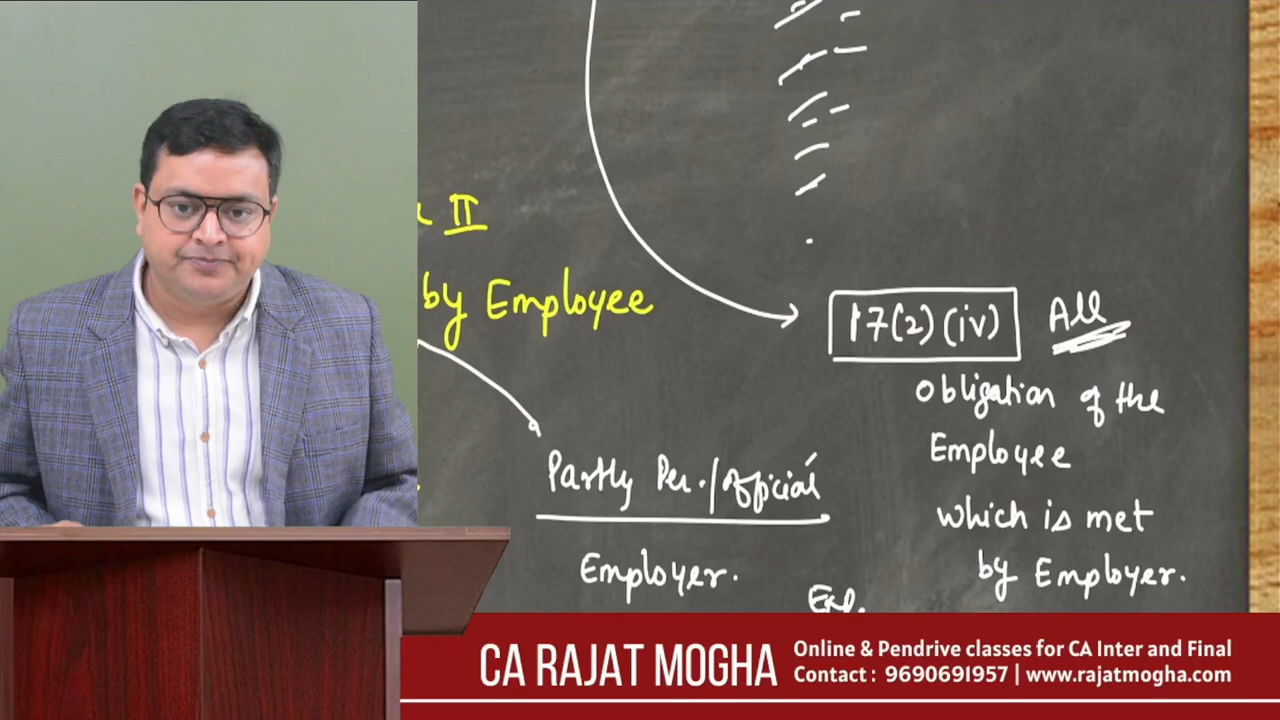 II
by Employee
17(2)(iv) All
Obligation of the
Employee
which is met
by Employer.
Partly Per./Official
Employer.
Exp.
CA RAJAT MOGHA
Online & Pendrive classes for CA Inter and Final
Contact : 9690691957 | www.rajatmogha.com